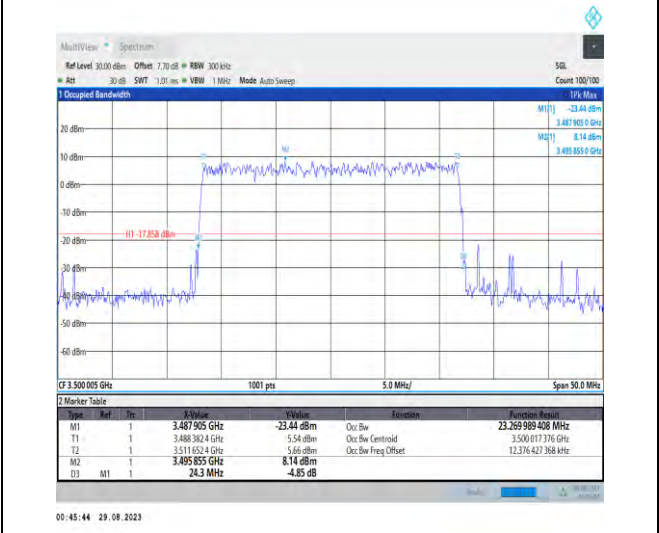 MultiView Spectrum
Ref Level 30.00 dBm Offset 7.70 dB RBW 300 kHz SGL
Att 30 dB SWT 1.01 ms VBW 1 MHz Mode Auto Sweep Count 100/100
1 Occupied Bandwidth 1Pk Max
M1[1] -23.44 dBm
3.487 905 0 GHz
M2[1] 8.14 dBm
3.495 855 0 GHz
20 dBm
M2
10 dBm
T1
T2
0 dBm
-10 dBm
H1 -17.858 dBm
-20 dBm
M1
-30 dBm
D3
-40 dBm
-50 dBm
-60 dBm
CF 3.500 005 GHz 1001 pts 5.0 MHz/ Span 50.0 MHz
2 Marker Table
Type Ref Trc X-Value Y-Value Function Function Result
M1 1 3.487 905 GHz -23.44 dBm Occ Bw 23.269 989 408 MHz
T1 1 3.488 382 4 GHz 5.54 dBm Occ Bw Centroid 3.500 017 376 GHz
T2 1 3.511 652 4 GHz 5.66 dBm Occ Bw Freq Offset 12.376 427 368 kHz
M2 1 3.495 855 GHz 8.14 dBm
D3 M1 1 24.3 MHz -4.85 dB
00:45:44 29.08.2023